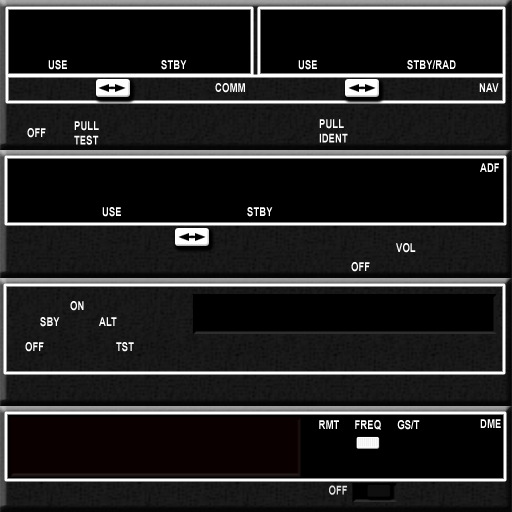 USE STBY USE STBY/RAD
COMM NAV
OFF PULL TEST PULL IDENT
ADF
USE STBY
VOL
OFF
ON
SBY ALT
OFF TST
RMT FREQ GS/T DME
OFF